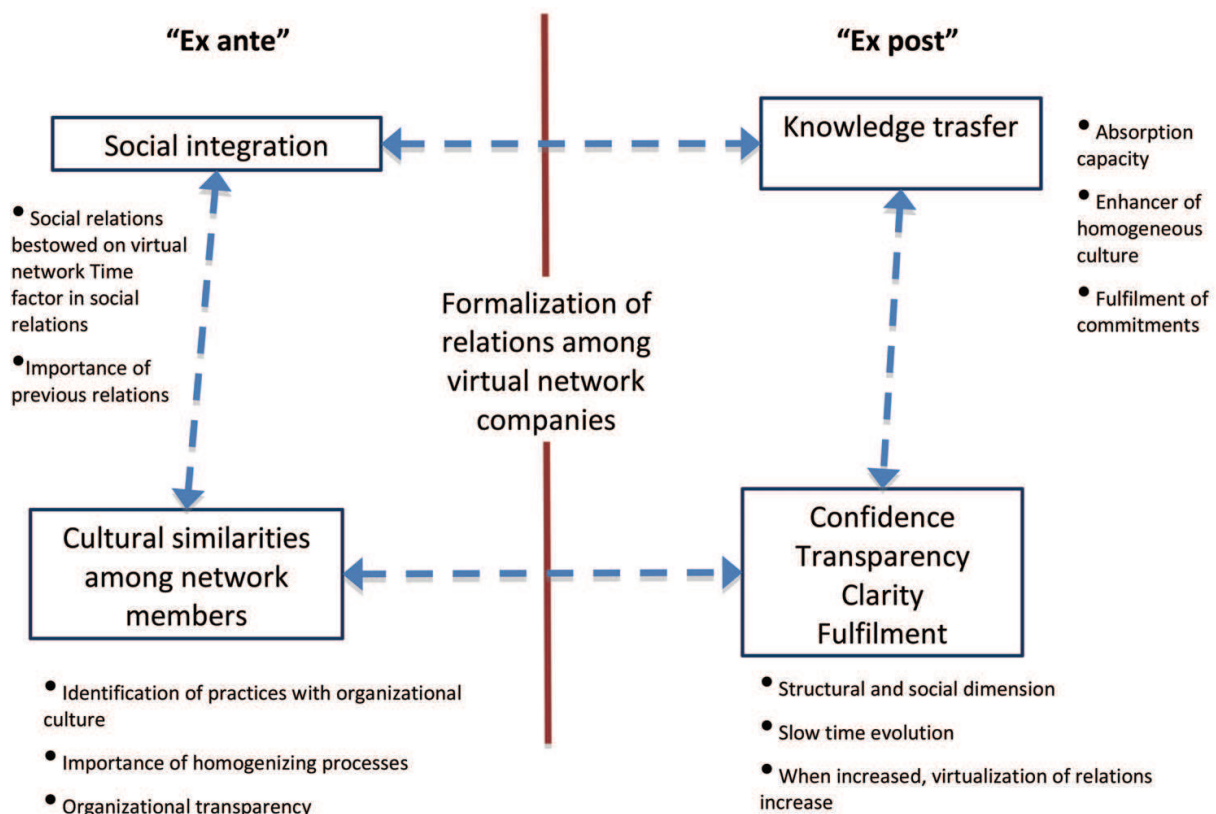 “Ex ante”
“Ex post”
Social integration
Knowledge trasfer
• Social relations
bestowed on virtual
network Time
factor in social
relations
•Importance of
previous relations
• Absorption
capacity
• Enhancer of
homogeneous
culture
• Fulfilment of
commitments
Formalization of
relations among
virtual network
companies
Cultural similarities
among network
members
Confidence
Transparency
Clarity
Fulfilment
• Identification of practices with organizational
culture
• Importance of homogenizing processes
• Organizational transparency
• Structural and social dimension
• Slow time evolution
• When increased, virtualization of relations
increase